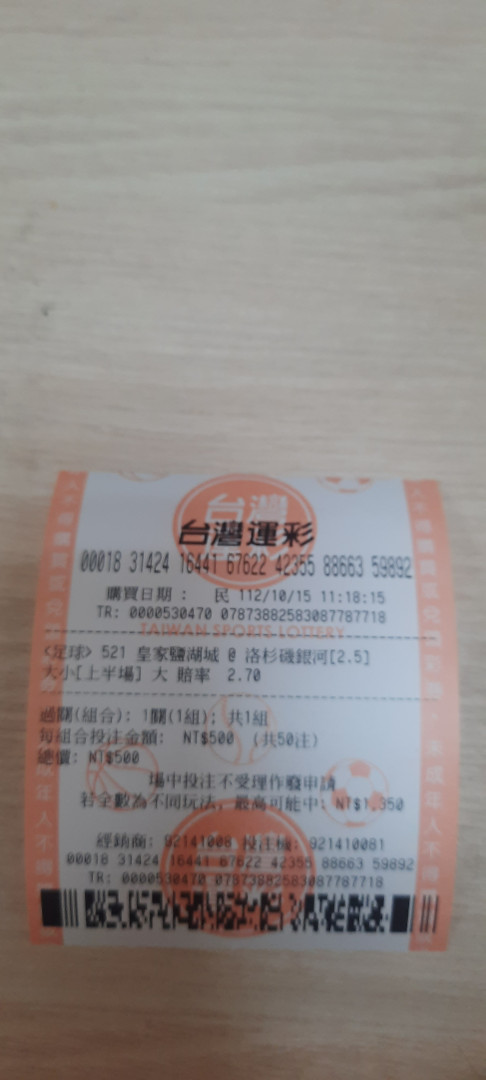 台灣
台灣運彩
00018 31424 16441 67622 42355 88663 59892
購買日期： 民 112/10/15 11:18:15
TR: 0000530470 07873882583087787718
TAIWAN SPORTS LOTTERY
<足球> 521 皇家鹽湖城 @ 洛杉磯銀河[2.5]
大小[上半場] 大 賠率 2.70
過關(組合): 1關(1組); 共1組
每組合投注金額: NT$500 (共50注)
總價: NT$500
場中投注不受理作廢申請
若全數為不同玩法, 最高可能中: NT$1,350
經銷商: 92141008 投注機: 921410081
00018 31424 16441 67622 42355 88663 59892
TR: 0000530470 07873882583087787718